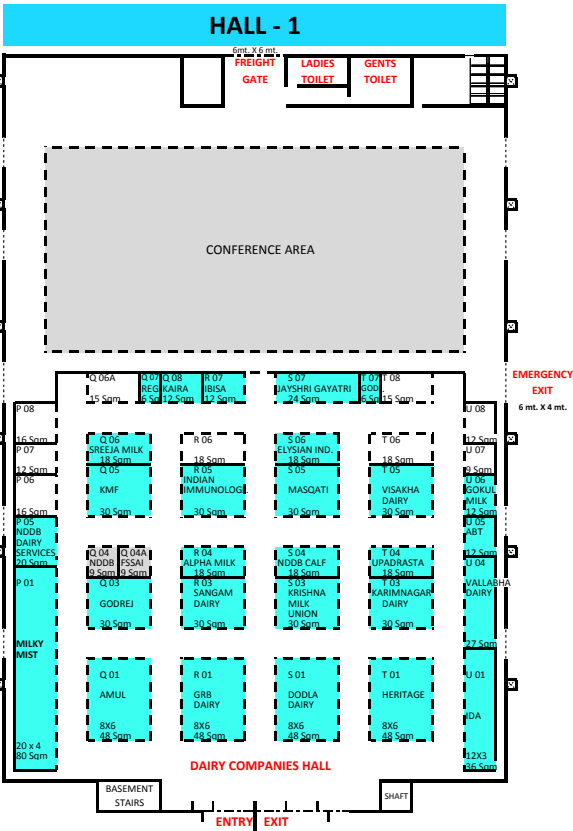 HALL - 1
6mt. X 6 mt.
FREIGHT
GATE
LADIES
TOILET
GENTS
TOILET
CONFERENCE AREA
EMERGENCY
EXIT
6 mt. X 4 mt.
Q 06A
15 Sqm
Q 07
REG
6 Sqm
Q 08
KAIRA
12 Sqm
R 07
IBISA
12 Sqm
S 07
JAYSHRI GAYATRI
24 Sqm
T 07
GOD
6 Sqm
T 08
15 Sqm
P 08
16 Sqm
P 07
12 Sqm
P 06
16 Sqm
P 05
NDDB
DAIRY
SERVICES
20 Sqm
P 01
MILKY
MIST
20 x 4
80 Sqm
Q 06
SREEJA MILK
18 Sqm
Q 05
KMF
30 Sqm
R 06
18 Sqm
R 05
INDIAN
IMMUNOLOGI
30 Sqm
S 06
ELYSIAN IND.
18 Sqm
S 05
MASQATI
30 Sqm
T 06
18 Sqm
T 05
VISAKHA
DAIRY
30 Sqm
U 08
12 Sqm
U 07
9 Sqm
U 06
GOKUL
MILK
12 Sqm
U 05
ABT
12 Sqm
U 04
VALLABHA
DAIRY
27 Sqm
U 01
IDA
12X3
36 Sqm
Q 04
NDDB
9 Sqm
Q 04A
FSSAI
9 Sqm
Q 03
GODREJ
30 Sqm
R 04
ALPHA MILK
18 Sqm
R 03
SANGAM
DAIRY
30 Sqm
S 04
NDDB CALF
18 Sqm
S 03
KRISHNA
MILK
UNION
30 Sqm
T 04
UPADRASTA
18 Sqm
T 03
KARIMNAGAR
DAIRY
30 Sqm
Q 01
AMUL
8X6
48 Sqm
R 01
GRB
DAIRY
8X6
48 Sqm
S 01
DODLA
DAIRY
8X6
48 Sqm
T 01
HERITAGE
8X6
48 Sqm
DAIRY COMPANIES HALL
BASEMENT
STAIRS
SHAFT
ENTRY EXIT